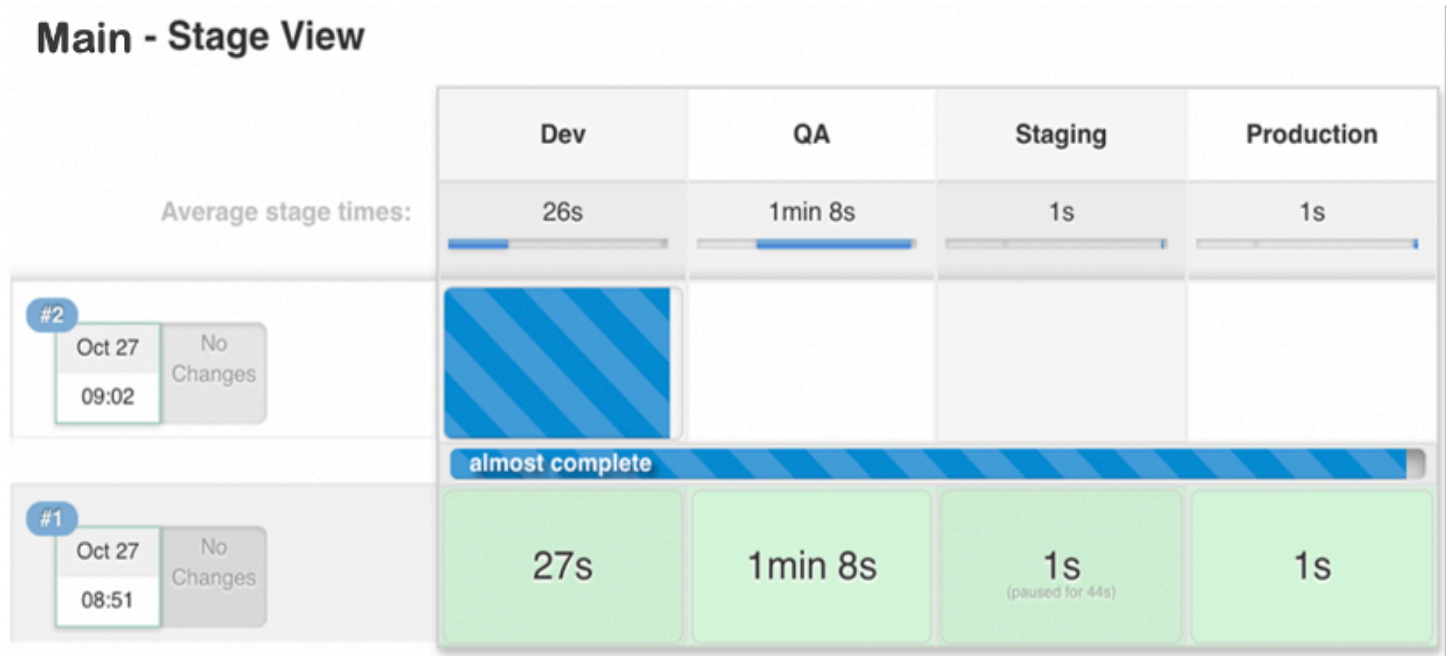 Main - Stage View
Dev QA Staging Production
Average stage times: 26s 1min 8s 1s 1s
#2
Oct 27 No
Changes
09:02
almost complete
#1
Oct 27 No
Changes
08:51
27s 1min 8s 1s 1s
(paused for 44s)